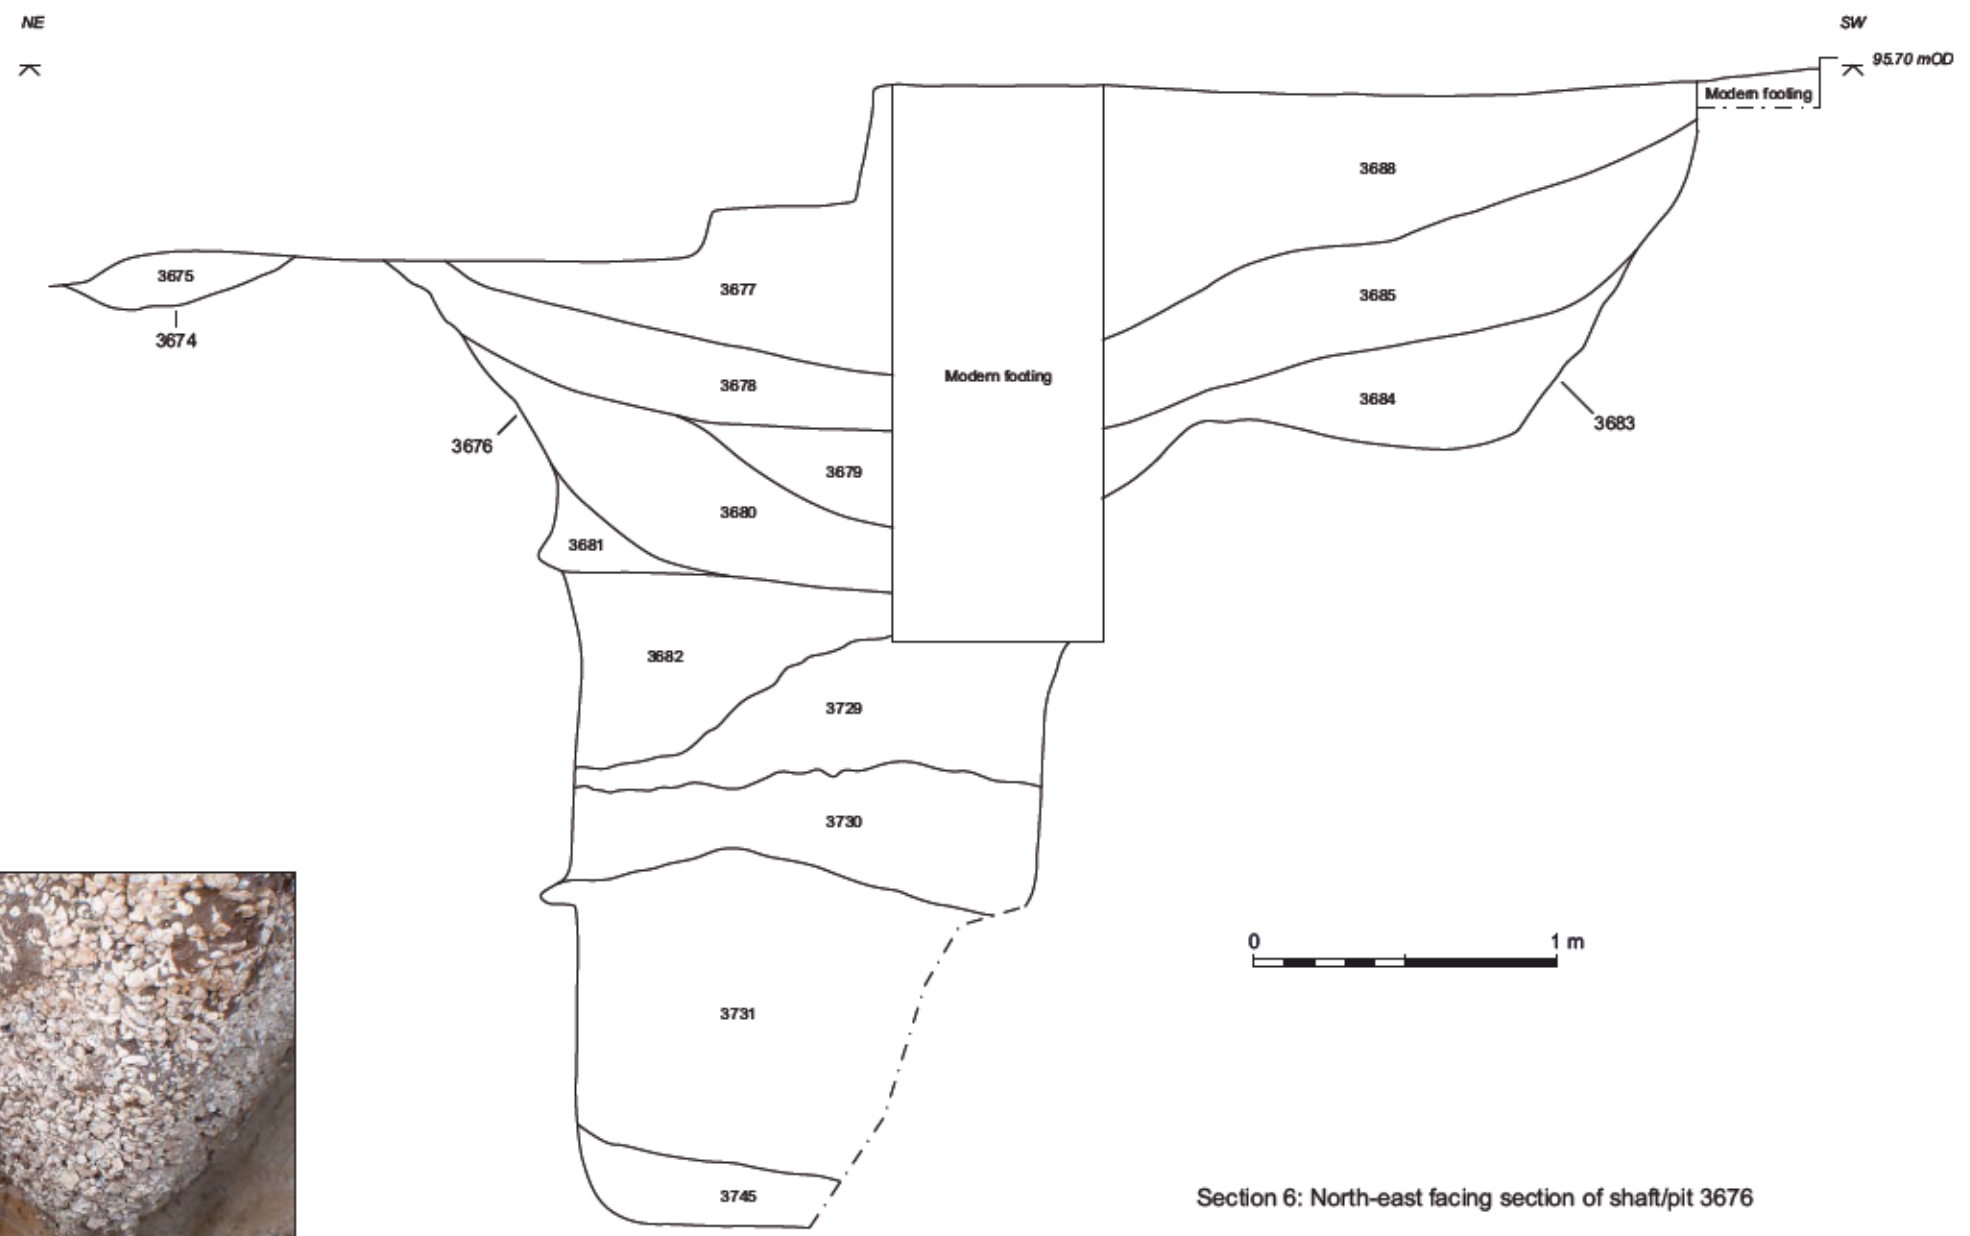 NE
SW
95.70 mOD
Modern footing
3688
3675
3677
3685
3674
Modern footing
3678
3684
3683
3676
3679
3680
3681
3682
3729
3730
0 1 m
3731
3745
Section 6: North-east facing section of shaft/pit 3676